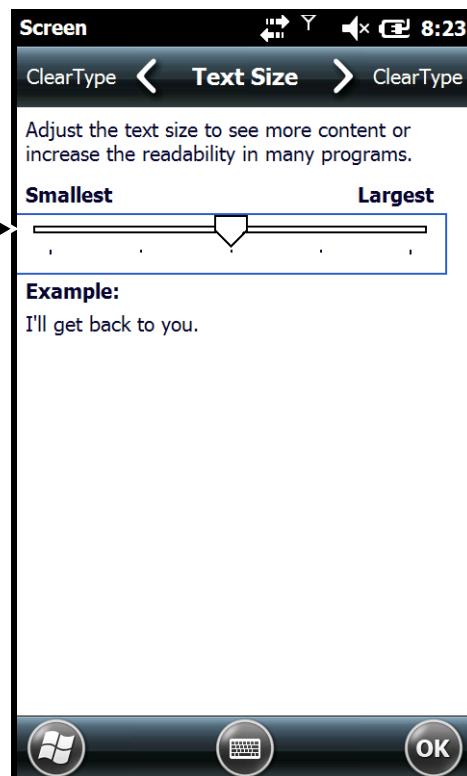 Screen 8:23
ClearType Text Size ClearType
Adjust the text size to see more content or
increase the readability in many programs.
Smallest Largest
Example:
I'll get back to you.
OK